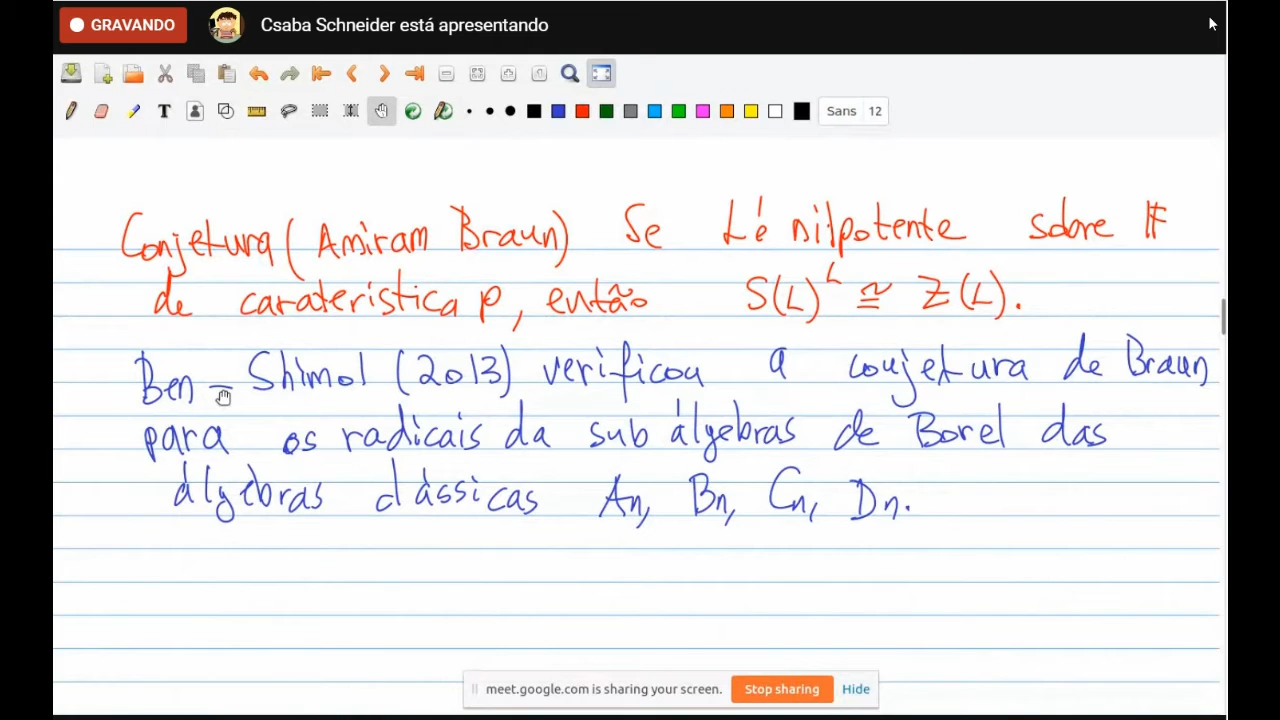 GRAVANDO Csaba Schneider está apresentando
T Sans 12
Conjetura (Amiram Braun) Se L é nilpotente sobre 𝔽
de caraterística p, então S(L)^L ≅ Z(L).
Ben-Shimol (2013) verificou a conjetura de Braun
para os radicais da sub álgebras de Borel das
álgebras clássicas An, Bn, Cn, Dn.
meet.google.com is sharing your screen. Stop sharing Hide